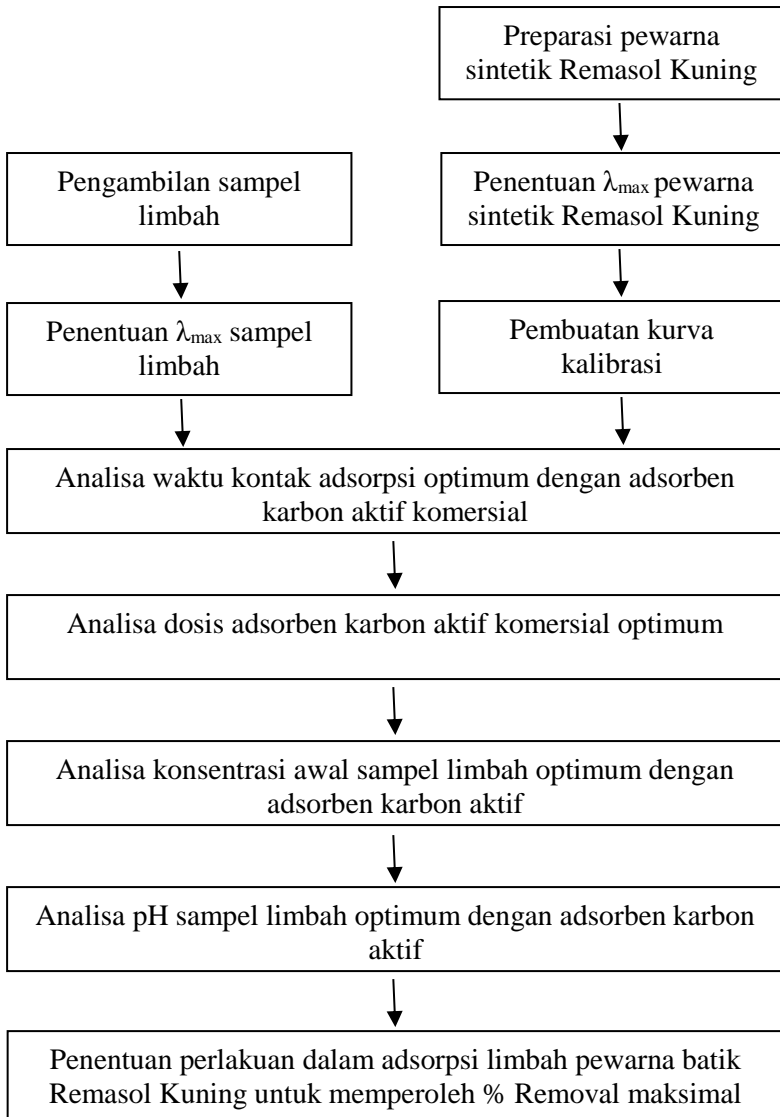 Preparasi pewarna
sintetik Remasol Kuning
Pengambilan sampel
limbah
Penentuan λmax pewarna
sintetik Remasol Kuning
Penentuan λmax sampel
limbah
Pembuatan kurva
kalibrasi
Analisa waktu kontak adsorpsi optimum dengan adsorben
karbon aktif komersial
Analisa dosis adsorben karbon aktif komersial optimum
Analisa konsentrasi awal sampel limbah optimum dengan
adsorben karbon aktif
Analisa pH sampel limbah optimum dengan adsorben karbon
aktif
Penentuan perlakuan dalam adsorpsi limbah pewarna batik
Remasol Kuning untuk memperoleh % Removal maksimal